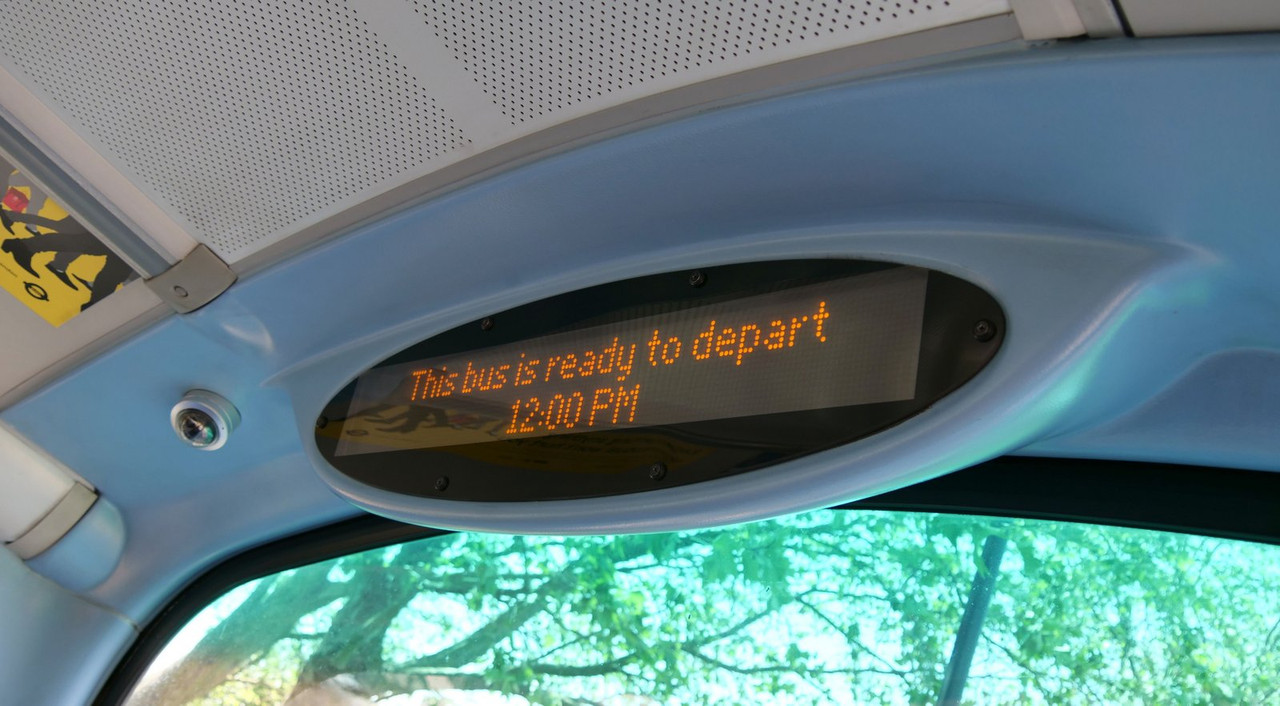 This bus is ready to depart
12:00 PM